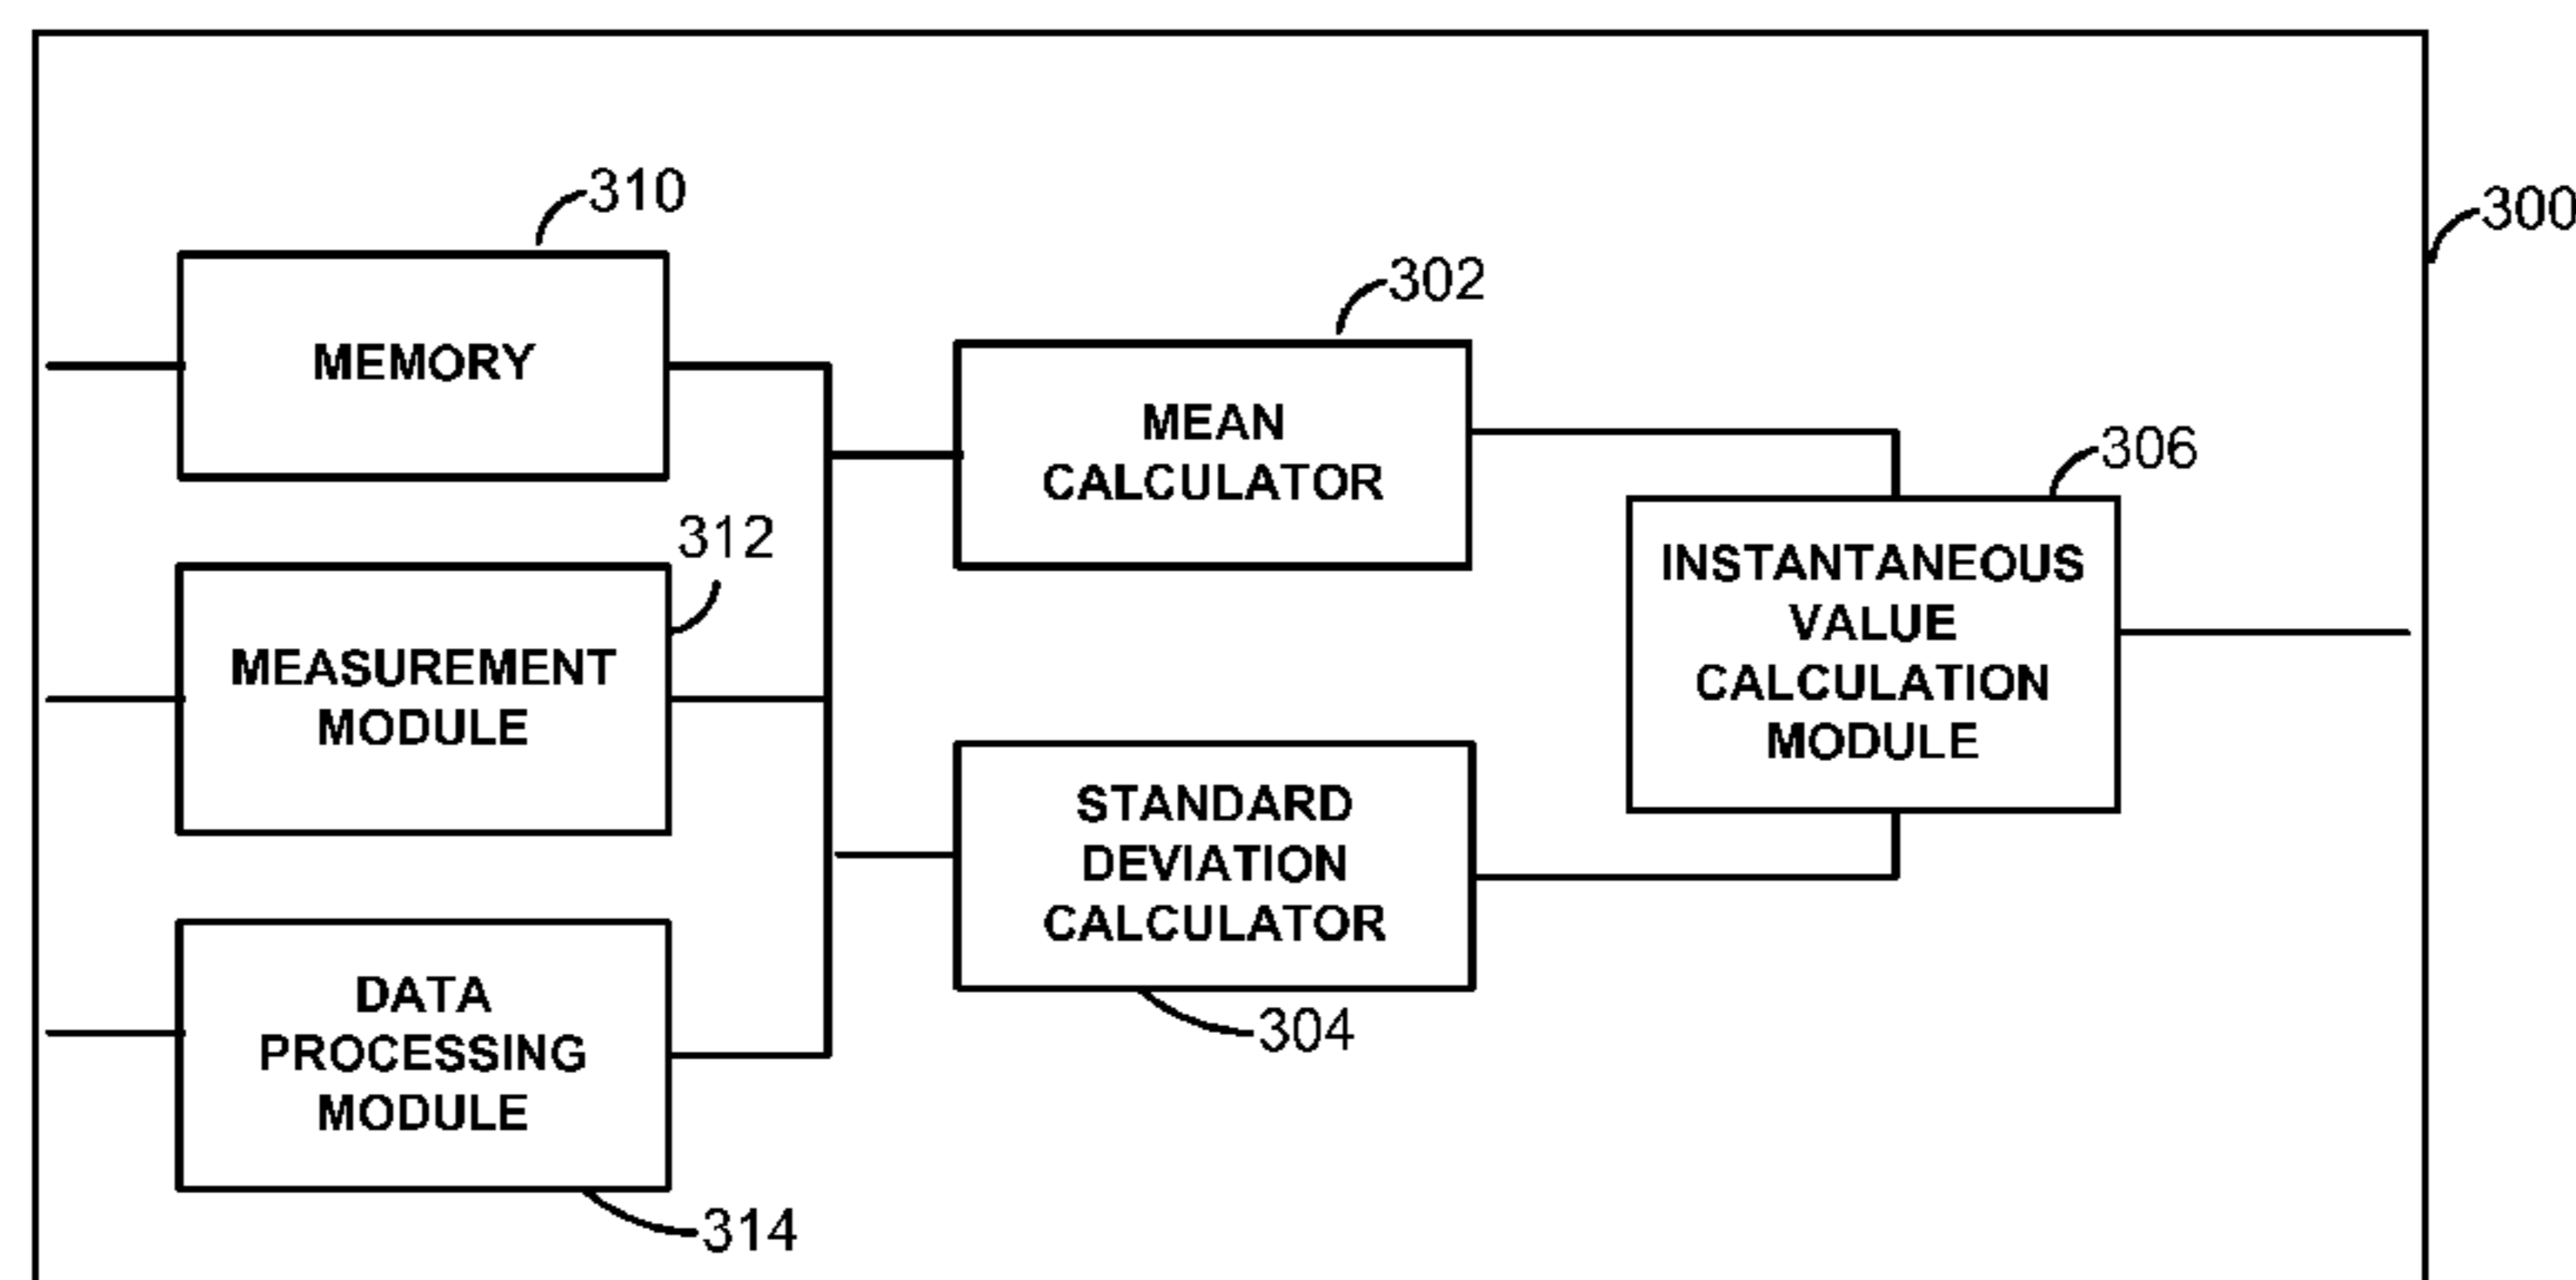 310
300
MEMORY
302
MEAN
CALCULATOR
312
MEASUREMENT
MODULE
306
INSTANTANEOUS
VALUE
CALCULATION
MODULE
STANDARD
DEVIATION
CALCULATOR
304
DATA
PROCESSING
MODULE
314